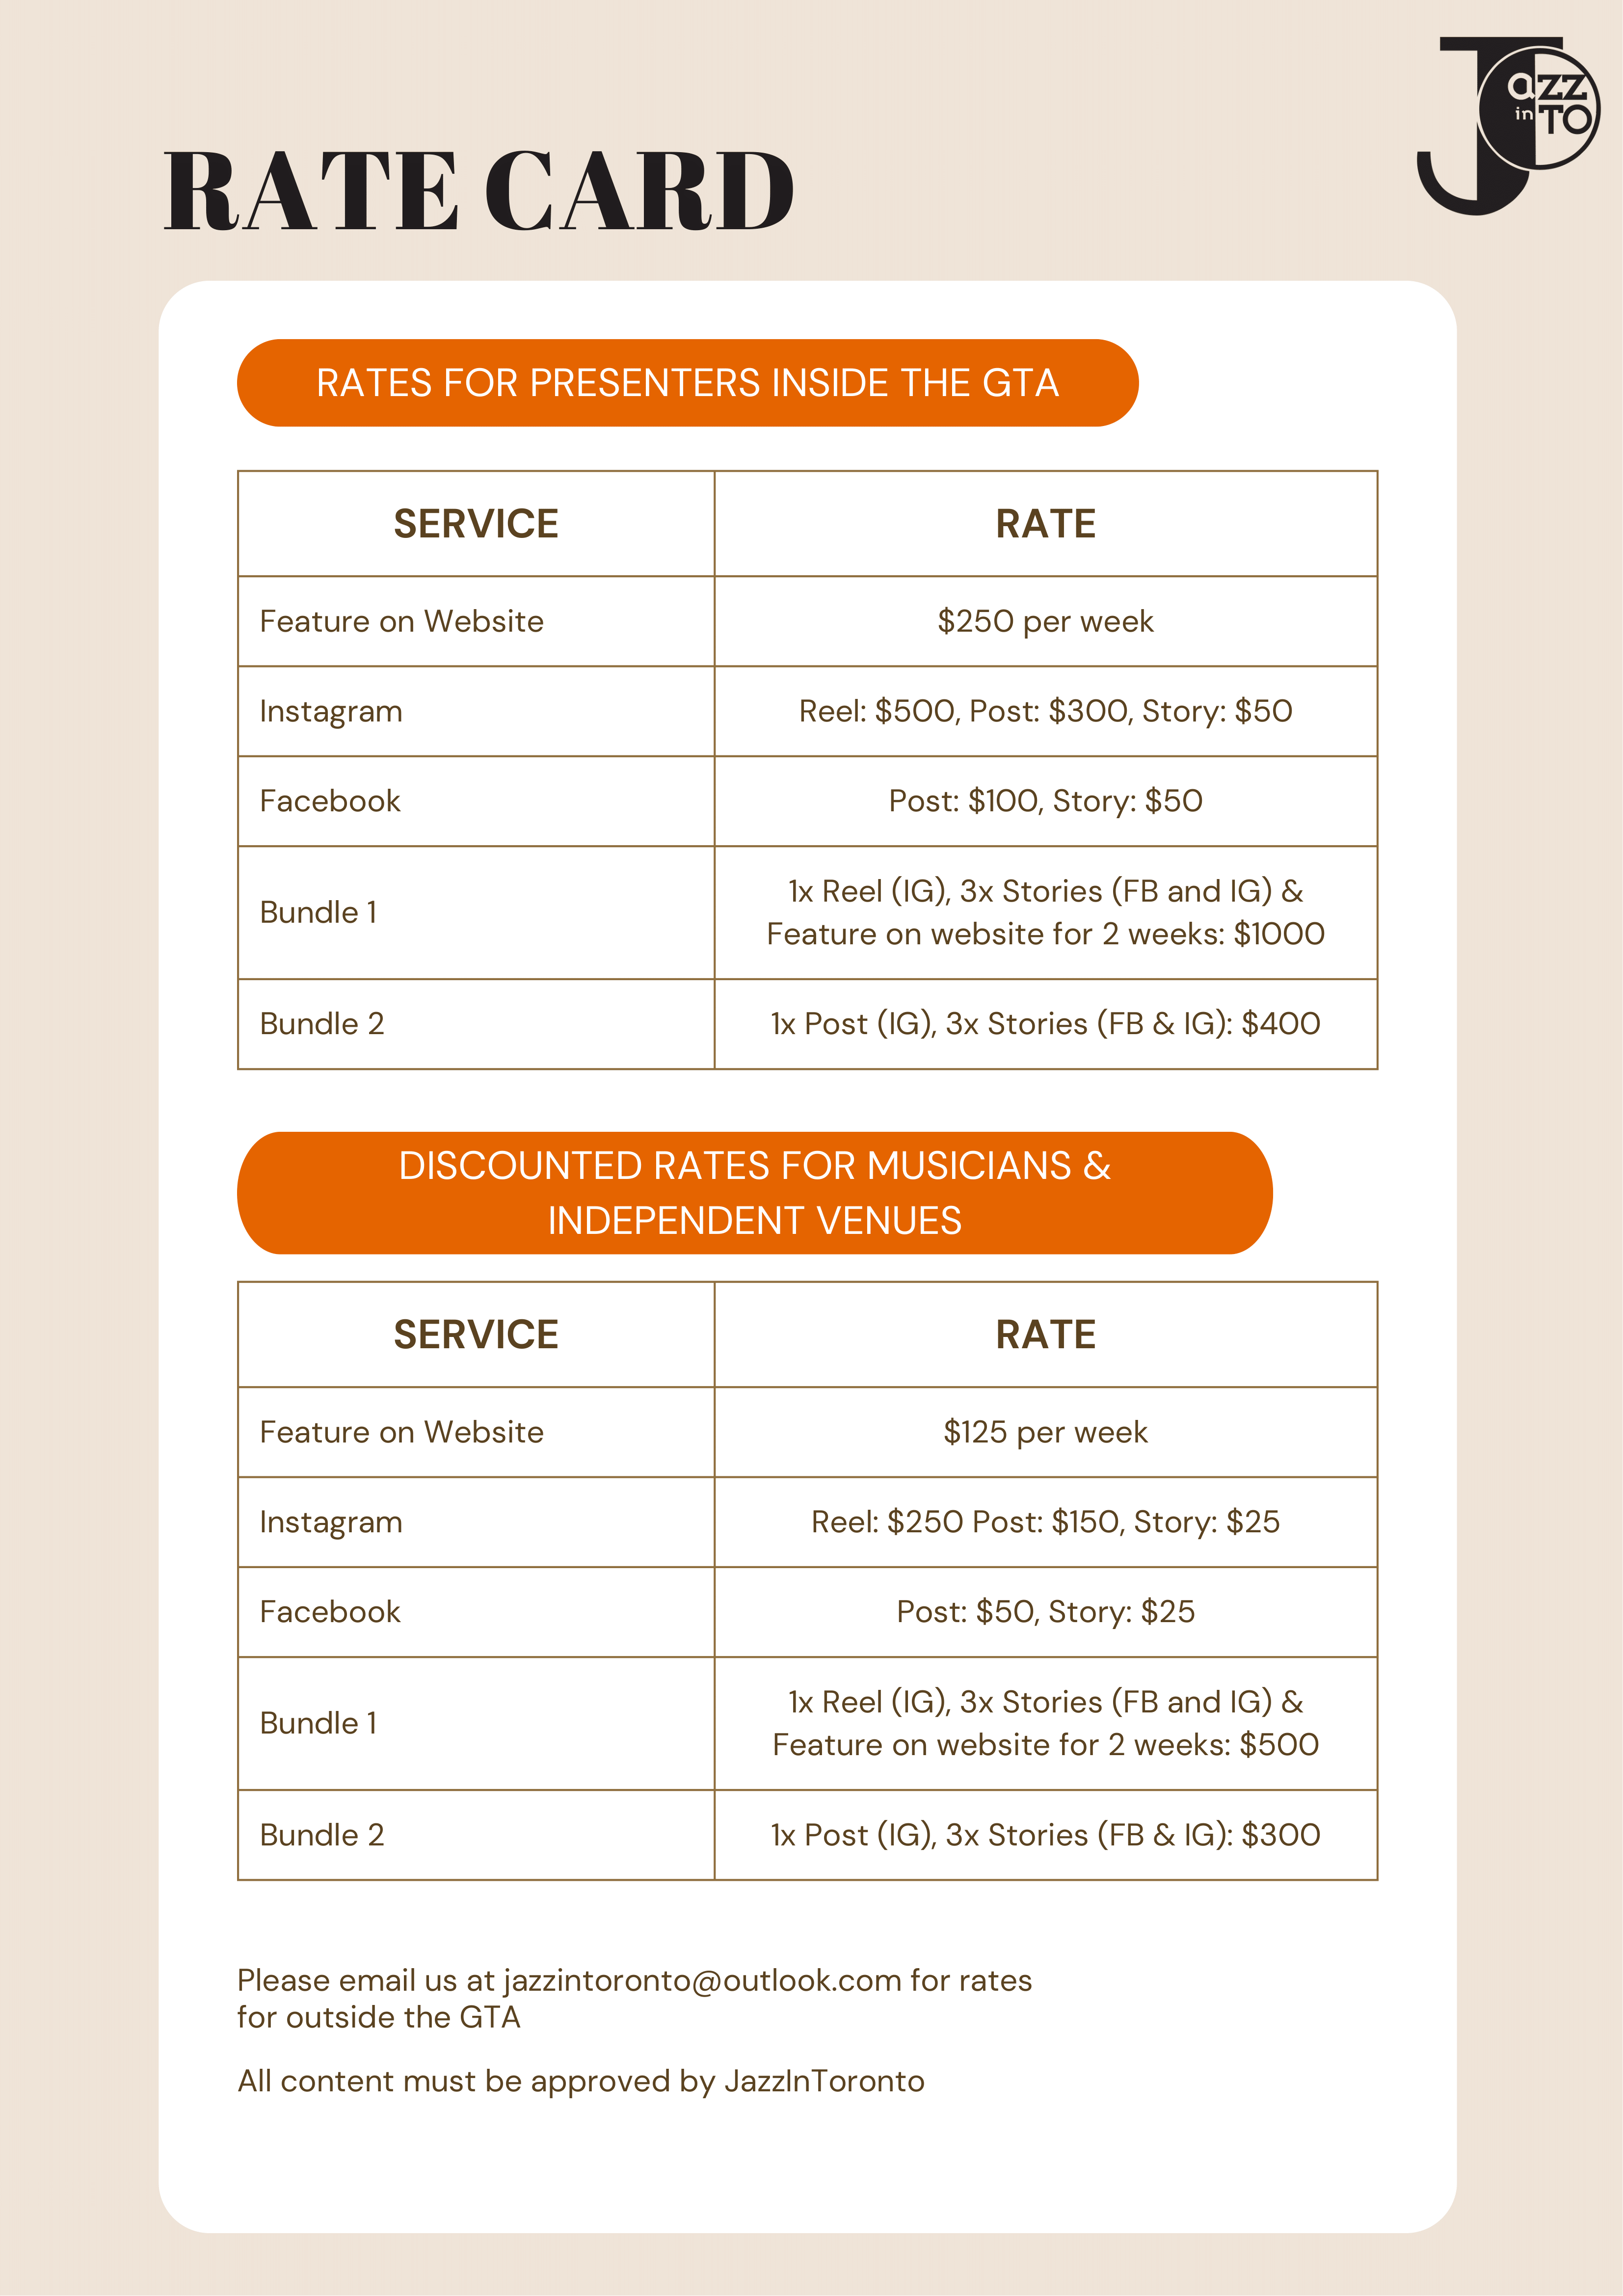 Jazz
in TO
RATE CARD
RATES FOR PRESENTERS INSIDE THE GTA
SERVICE
RATE
Feature on Website
$250 per week
Instagram
Reel: $500, Post: $300, Story: $50
Facebook
Post: $100, Story: $50
Bundle 1
1x Reel (IG), 3x Stories (FB and IG) &
Feature on website for 2 weeks: $1000
Bundle 2
1x Post (IG), 3x Stories (FB & IG): $400
DISCOUNTED RATES FOR MUSICIANS &
INDEPENDENT VENUES
SERVICE
RATE
Feature on Website
$125 per week
Instagram
Reel: $250 Post: $150, Story: $25
Facebook
Post: $50, Story: $25
Bundle 1
1x Reel (IG), 3x Stories (FB and IG) &
Feature on website for 2 weeks: $500
Bundle 2
1x Post (IG), 3x Stories (FB & IG): $300
Please email us at jazzintoronto@outlook.com for rates
for outside the GTA
All content must be approved by JazzInToronto